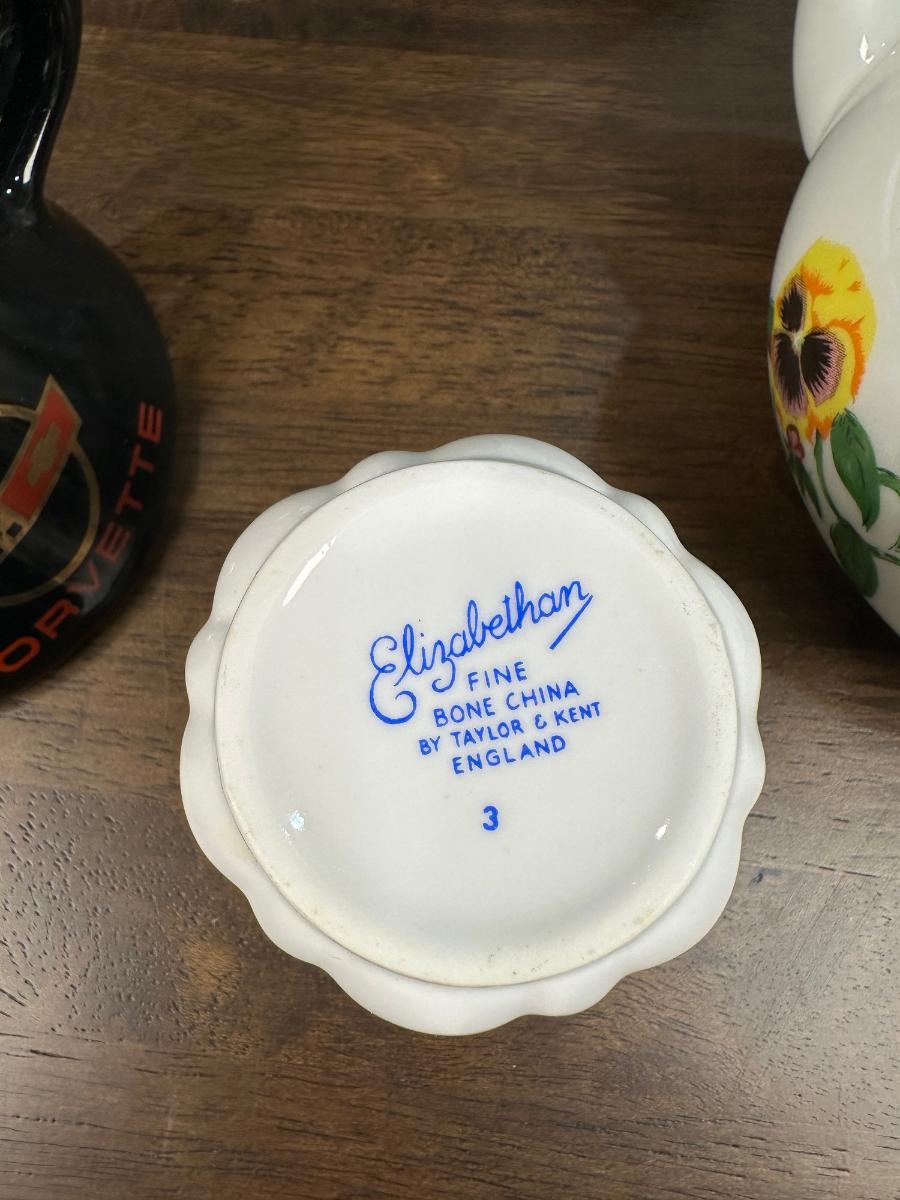 ORVETTE
Elizabethan
FINE
BONE CHINA
BY TAYLOR & KENT
ENGLAND
3